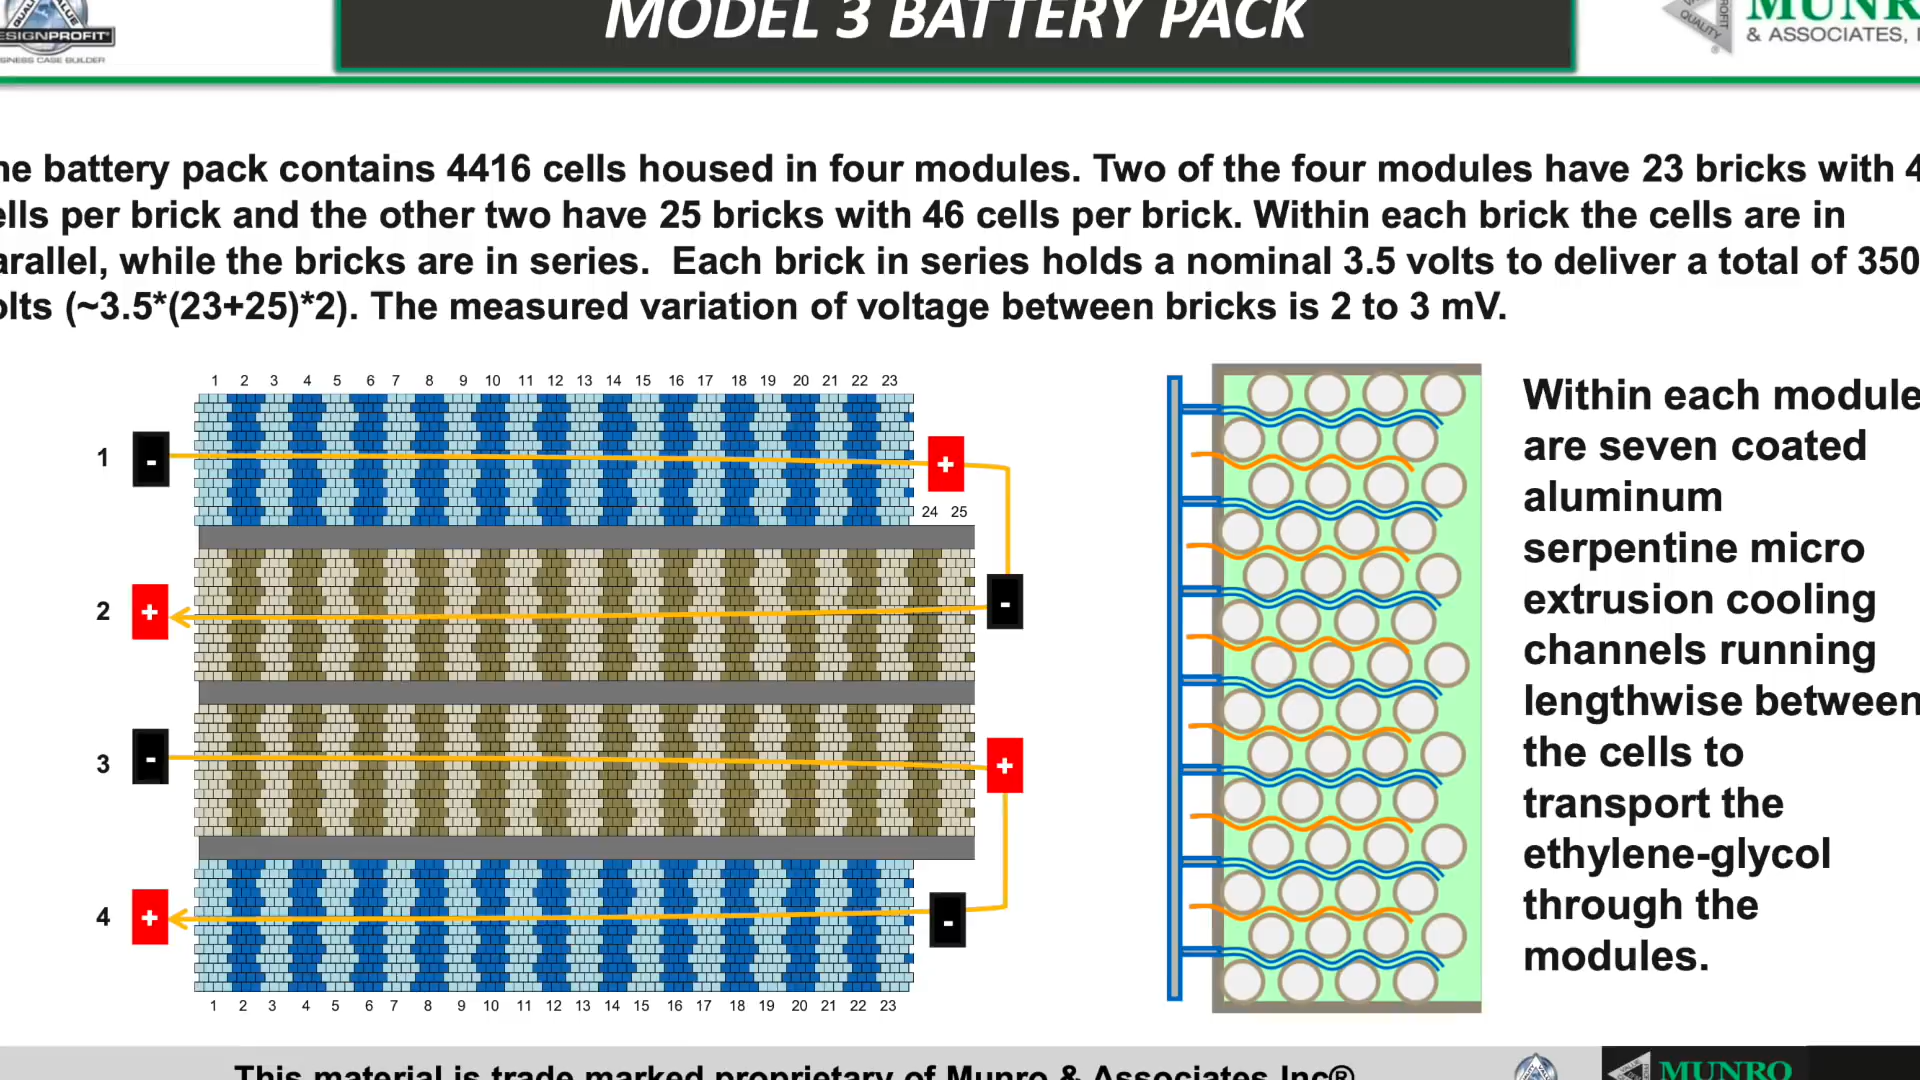 MODEL 3 BATTERY PACK
DESIGNPROFIT®
BUSINESS CASE BUILDER
QUALITY
PROFIT
MUNR
& ASSOCIATES, I
he battery pack contains 4416 cells housed in four modules. Two of the four modules have 23 bricks with 4
ells per brick and the other two have 25 bricks with 46 cells per brick. Within each brick the cells are in
arallel, while the bricks are in series. Each brick in series holds a nominal 3.5 volts to deliver a total of 350
olts (~3.5*(23+25)*2). The measured variation of voltage between bricks is 2 to 3 mV.
1 2 3 4 5 6 7 8 9 10 11 12 13 14 15 16 17 18 19 20 21 22 23
1 - +
24 25
2 + -
3 - +
4 + -
1 2 3 4 5 6 7 8 9 10 11 12 13 14 15 16 17 18 19 20 21 22 23
Within each module
are seven coated
aluminum
serpentine micro
extrusion cooling
channels running
lengthwise between
the cells to
transport the
ethylene-glycol
through the
modules.
This material is trade marked proprietary of Munro & Associates Inc®
MUNRO